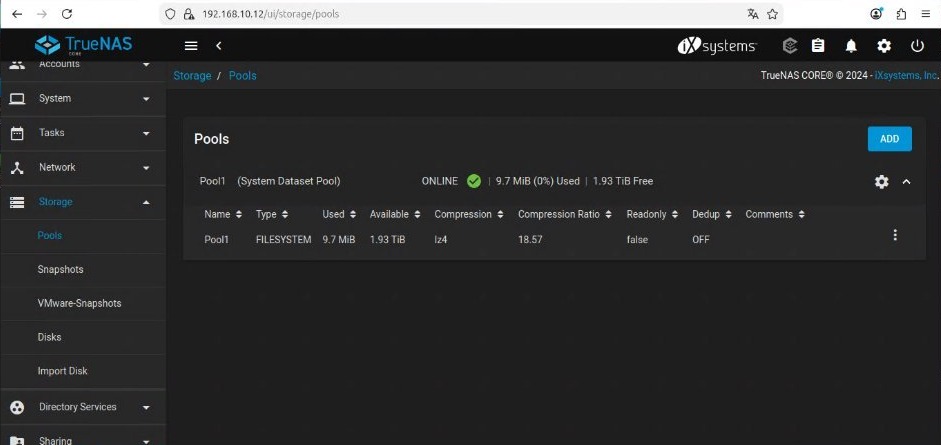 192.168.10.12/ui/storage/pools
TrueNAS
CORE
iXsystems
Accounts
Storage / Pools
TrueNAS CORE® © 2024 - iXsystems, Inc.
System
Tasks
Network
Storage
Pools
Snapshots
VMware-Snapshots
Disks
Import Disk
Directory Services
Sharing
Pools
ADD
Pool1 (System Dataset Pool) ONLINE | 9.7 MiB (0%) Used | 1.93 TiB Free
Name Type Used Available Compression Compression Ratio Readonly Dedup Comments
Pool1 FILESYSTEM 9.7 MiB 1.93 TiB lz4 18.57 false OFF